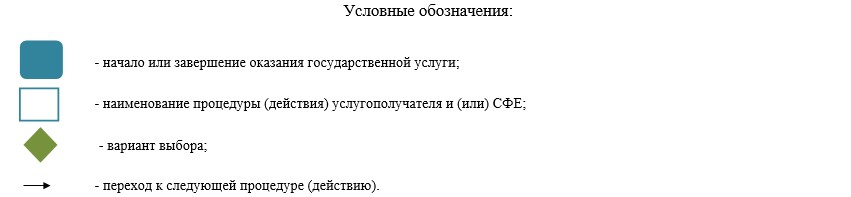 Условные обозначения:
- начало или завершение оказания государственной услуги;
- наименование процедуры (действия) услугополучателя и (или) СФЕ;
- вариант выбора;
- переход к следующей процедуре (действию).